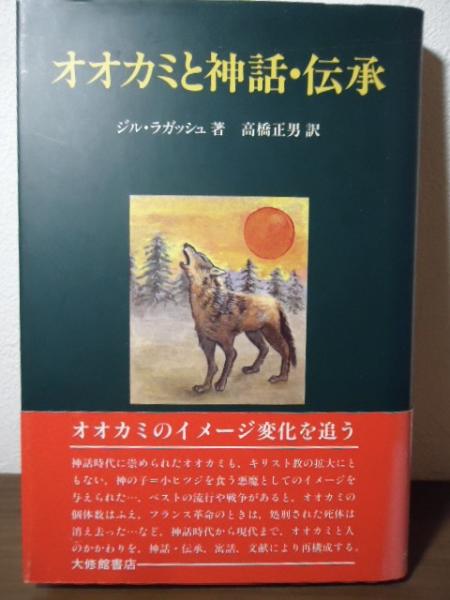 オオカミと神話・伝承
ジル・ラガッシュ 著 高橋正男 訳
オオカミのイメージ変化を追う
神話時代に崇められたオオカミも、キリスト教の拡大にと
もない、神の子＝小ヒツジを食う悪魔としてのイメージを
与えられた…。ペストの流行や戦争があると、オオカミの
個体数はふえ、フランス革命のときは、処刑された死体は
消え去った…など、神話時代から現代まで、オオカミと人
のかかわりを、神話・伝承、寓話、文献により再構成する。
大修館書店